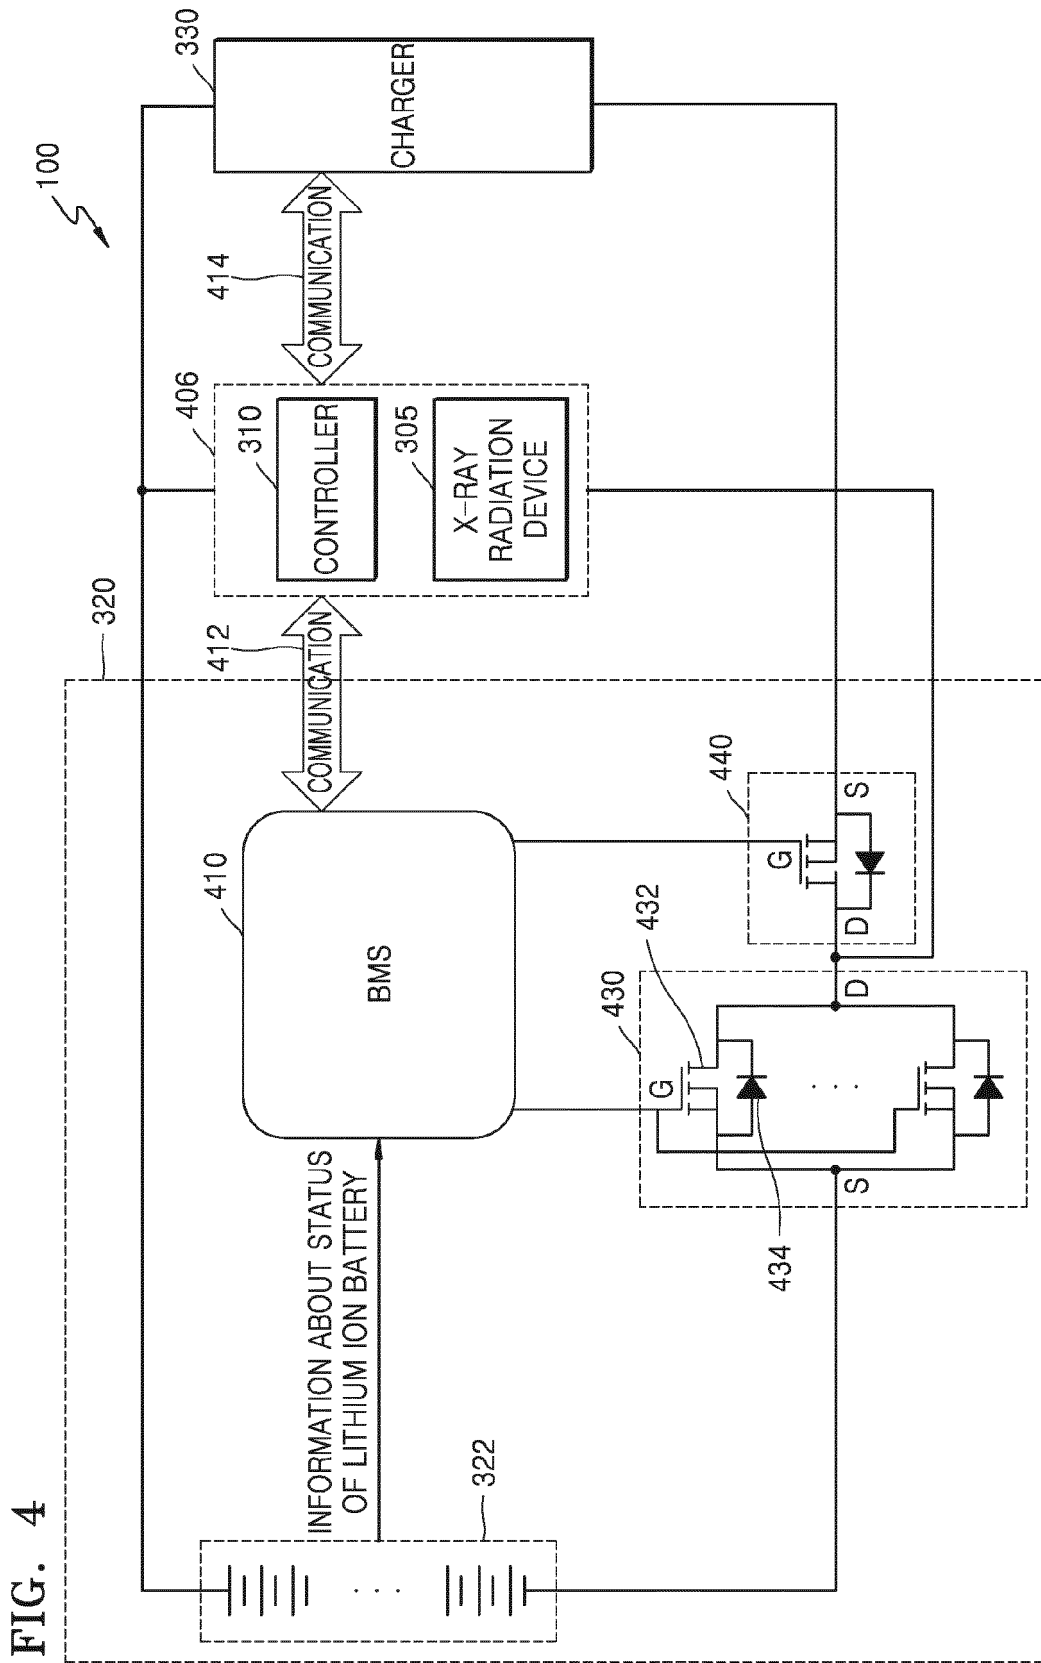 FIG. 4
100
320
330
CHARGER
414
COMMUNICATION
406
310
CONTROLLER
305
X-RAY
RADIATION
DEVICE
412
COMMUNICATION
410
BMS
INFORMATION ABOUT STATUS
OF LITHIUM ION BATTERY
322
430
G
432
D
S
434
. . .
440
G
D
S
. . .